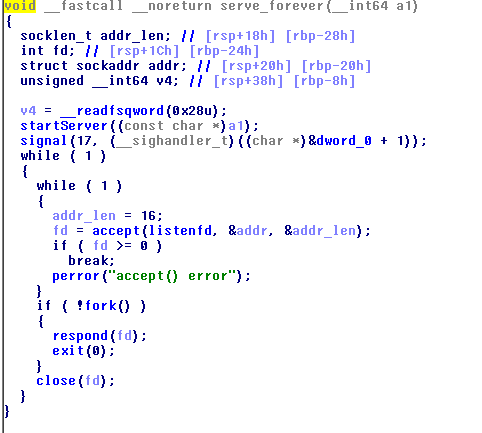 void __fastcall __noreturn serve_forever(__int64 a1)
{
  socklen_t addr_len; // [rsp+18h] [rbp-28h]
  int fd; // [rsp+1Ch] [rbp-24h]
  struct sockaddr addr; // [rsp+20h] [rbp-20h]
  unsigned __int64 v4; // [rsp+38h] [rbp-8h]

  v4 = __readfsqword(0x28u);
  startServer((const char *)a1);
  signal(17, (__sighandler_t)((char *)&dword_0 + 1));
  while ( 1 )
  {
    while ( 1 )
    {
      addr_len = 16;
      fd = accept(listenfd, &addr, &addr_len);
      if ( fd >= 0 )
        break;
      perror("accept() error");
    }
    if ( !fork() )
    {
      respond(fd);
      exit(0);
    }
    close(fd);
  }
}